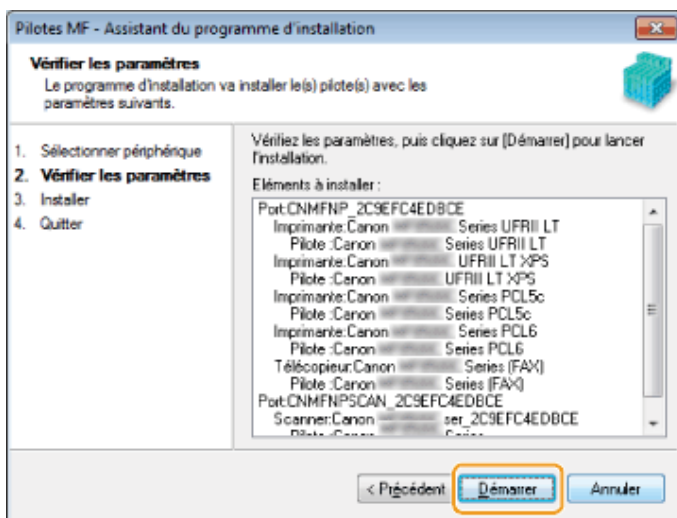 Pilotes MF - Assistant du programme d'installation
Vérifier les paramètres
Le programme d'installation va installer le(s) pilote(s) avec les
paramètres suivants.
1. Sélectionner périphérique
2. Vérifier les paramètres
3. Installer
4. Quitter
Vérifiez les paramètres, puis cliquez sur [Démarrer] pour lancer
l'installation.
Eléments à installer :
Port:CNMFNP_2C9EFC4EDBCE
Imprimante:Canon Series UFRII LT
Pilote :Canon Series UFRII LT
Imprimante:Canon UFRII LT XPS
Pilote :Canon UFRII LT XPS
Imprimante:Canon Series PCL5c
Pilote :Canon Series PCL5c
Imprimante:Canon Series PCL6
Pilote :Canon Series PCL6
Télécopieur:Canon Series (FAX)
Pilote :Canon Series (FAX)
Port:CNMFNPSCAN_2C9EFC4EDBCE
Scanner:Canon ser_2C9EFC4EDBCE
< Précédent Démarrer Annuler